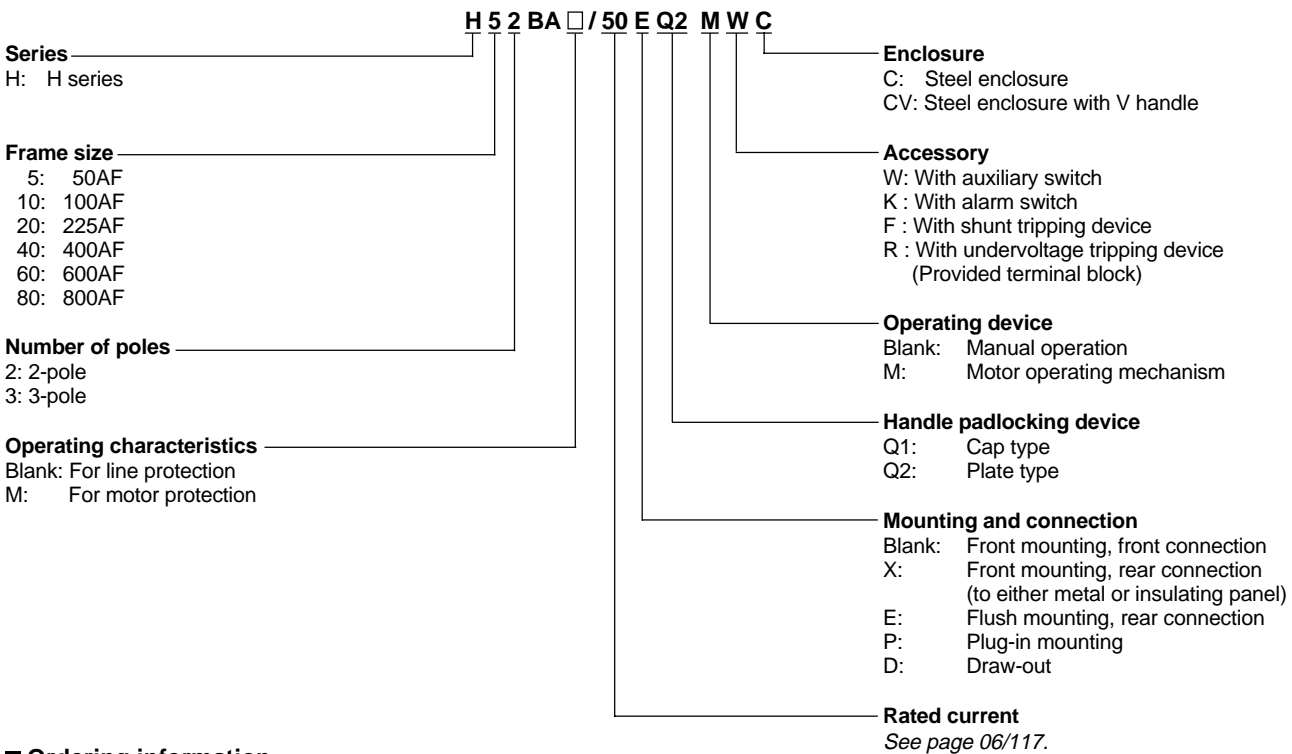 H 5 2 BA □ / 50 E Q2 M W C
Series
H: H series
Frame size
5: 50AF
10: 100AF
20: 225AF
40: 400AF
60: 600AF
80: 800AF
Number of poles
2: 2-pole
3: 3-pole
Operating characteristics
Blank: For line protection
M: For motor protection
Enclosure
C: Steel enclosure
CV: Steel enclosure with V handle
Accessory
W: With auxiliary switch
K : With alarm switch
F : With shunt tripping device
R : With undervoltage tripping device
(Provided terminal block)
Operating device
Blank: Manual operation
M: Motor operating mechanism
Handle padlocking device
Q1: Cap type
Q2: Plate type
Mounting and connection
Blank: Front mounting, front connection
X: Front mounting, rear connection
(to either metal or insulating panel)
E: Flush mounting, rear connection
P: Plug-in mounting
D: Draw-out
Rated current
See page 06/117.
■ Ordering information